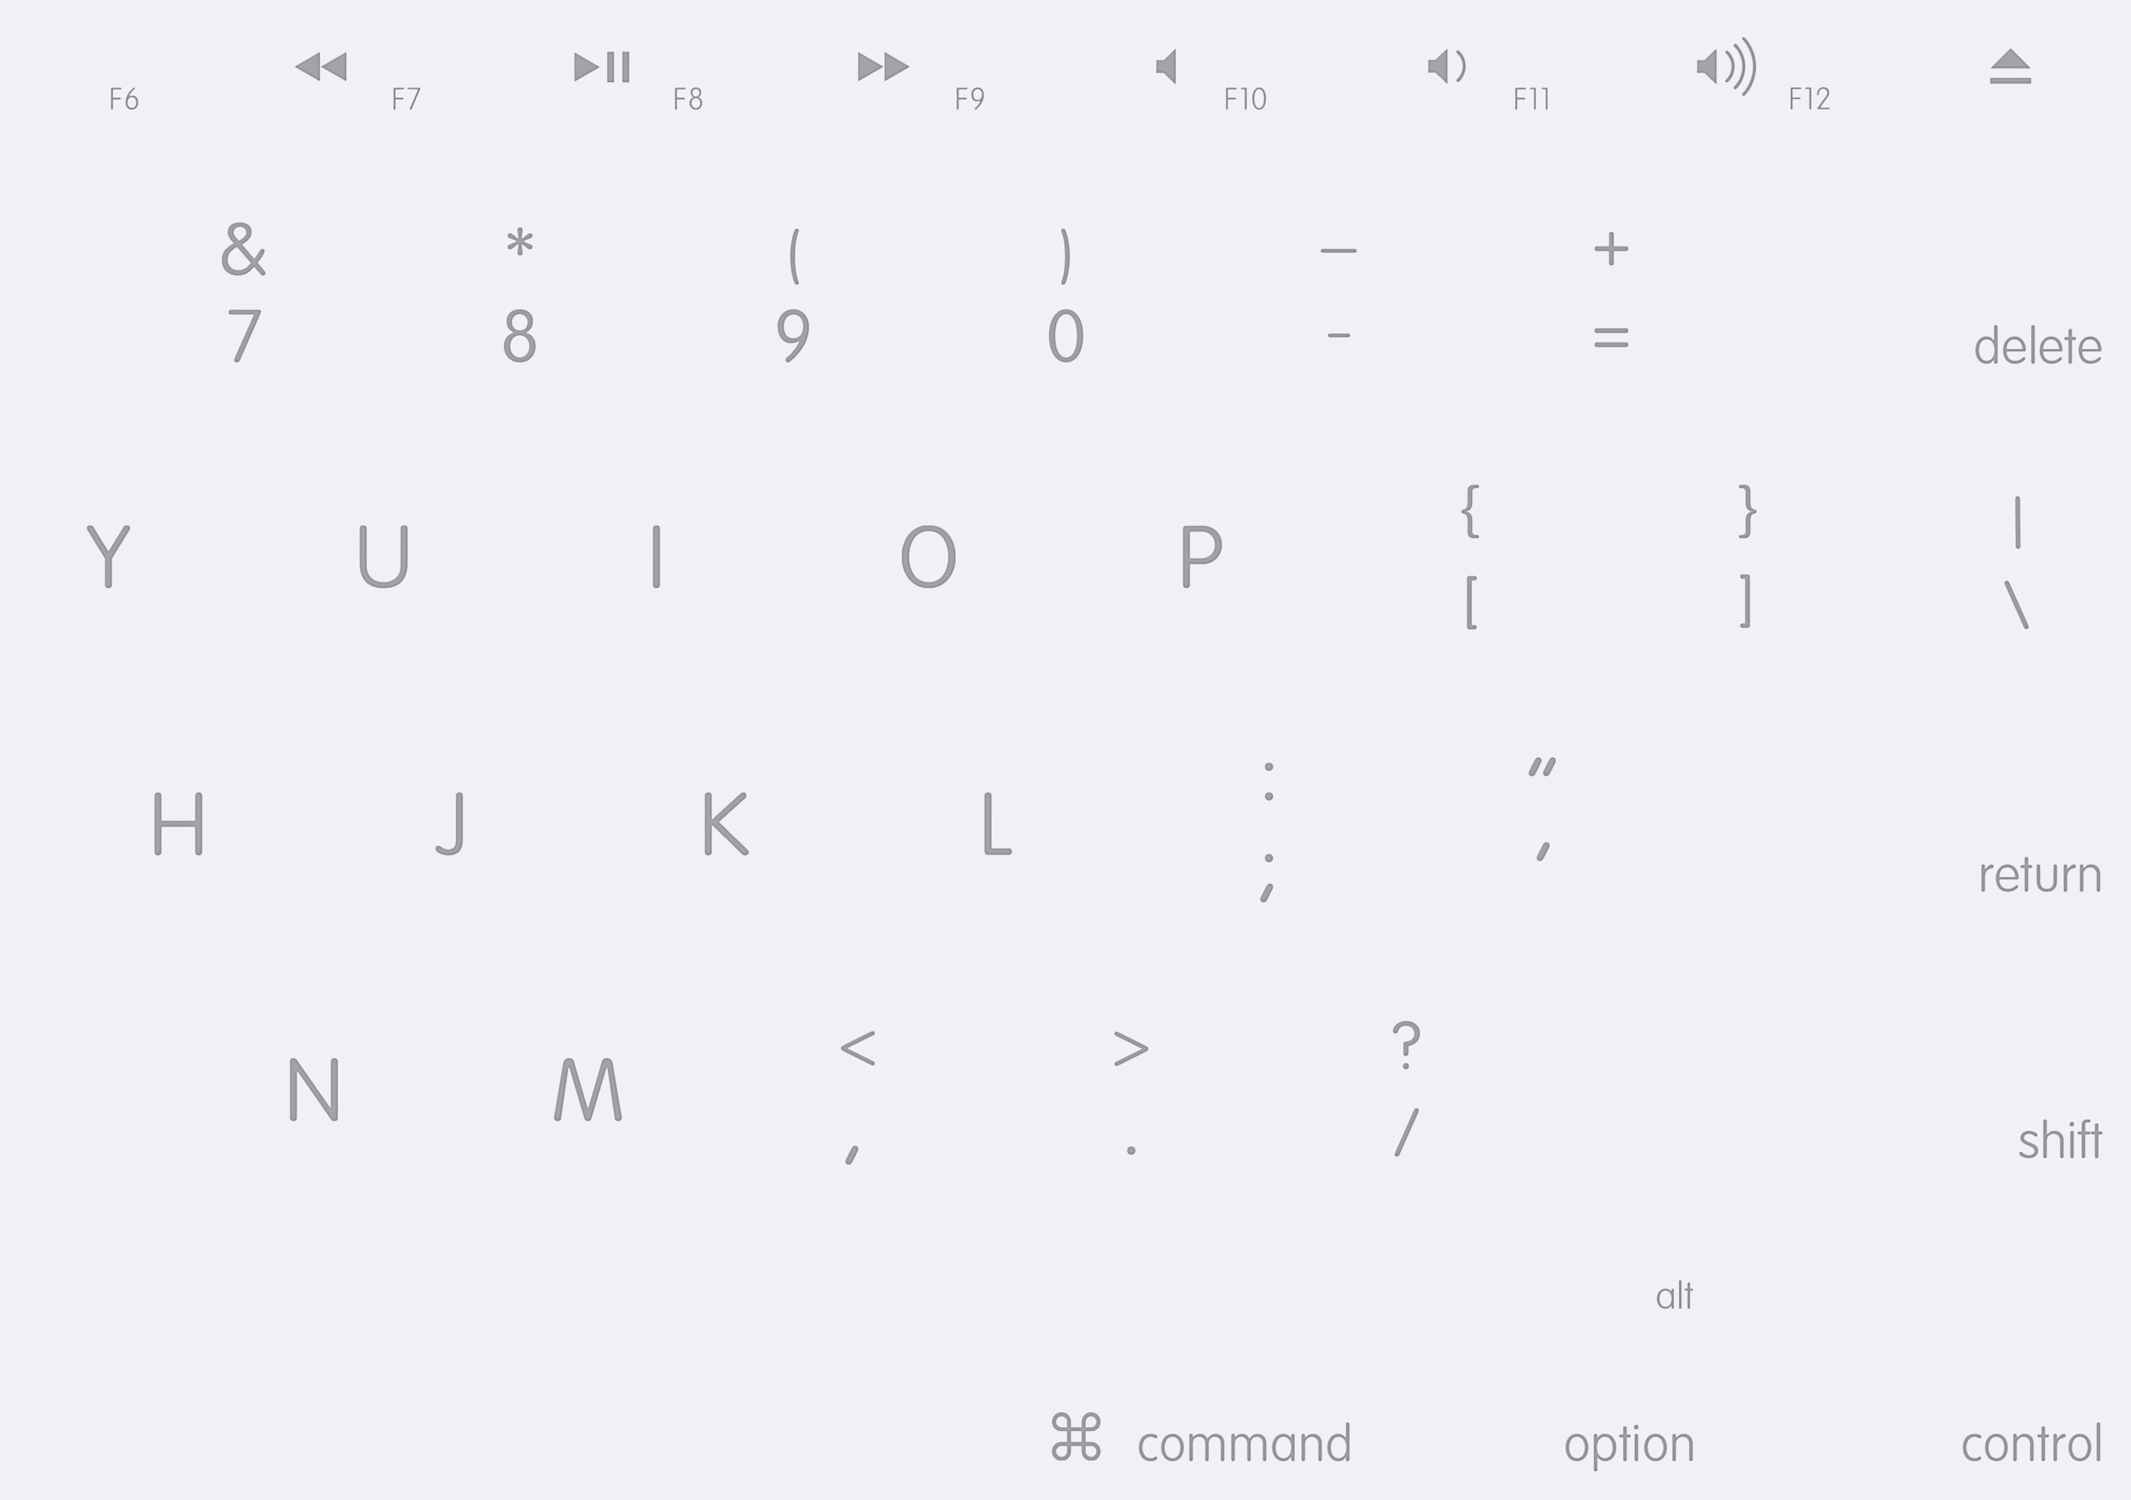 F6 F7 F8 F9 F10 F11 F12
& * ( ) — +
7 8 9 0 - = delete
{ } |
Y U I O P
[ ] \
: "
H J K L
; ' return
< > ?
N M
, . / shift
alt
⌘ command option control